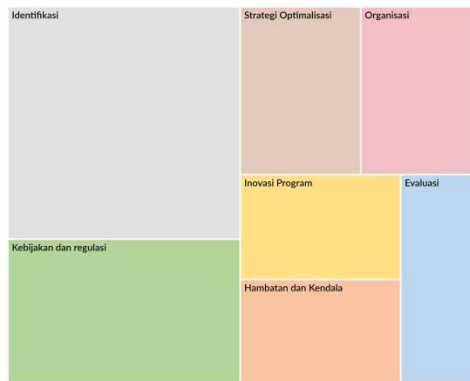 Identifikasi
Strategi Optimalisasi
Organisasi
Inovasi Program
Evaluasi
Kebijakan dan regulasi
Hambatan dan Kendala